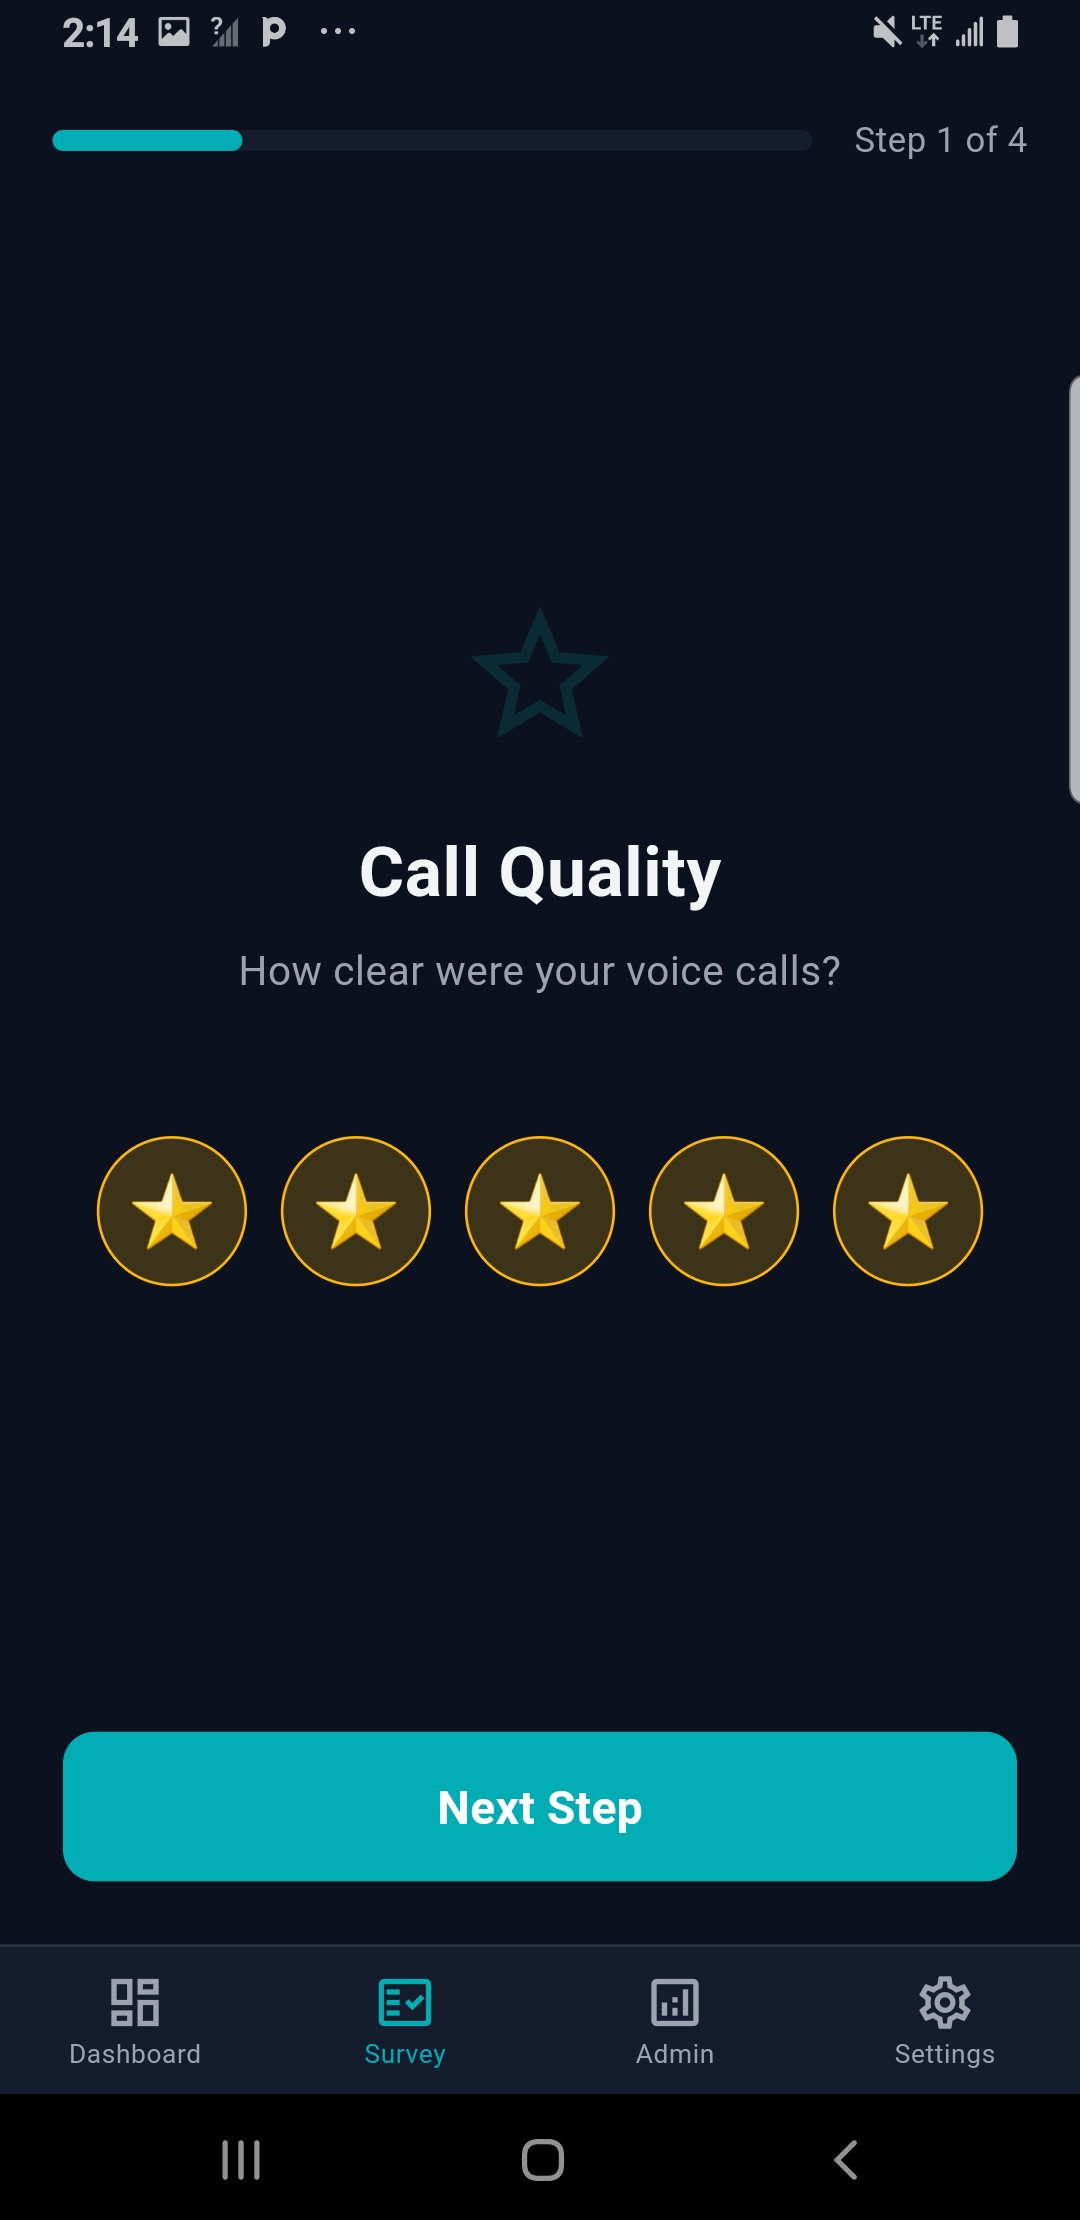 2:14
LTE
Step 1 of 4
Call Quality
How clear were your voice calls?
Next Step
Dashboard
Survey
Admin
Settings